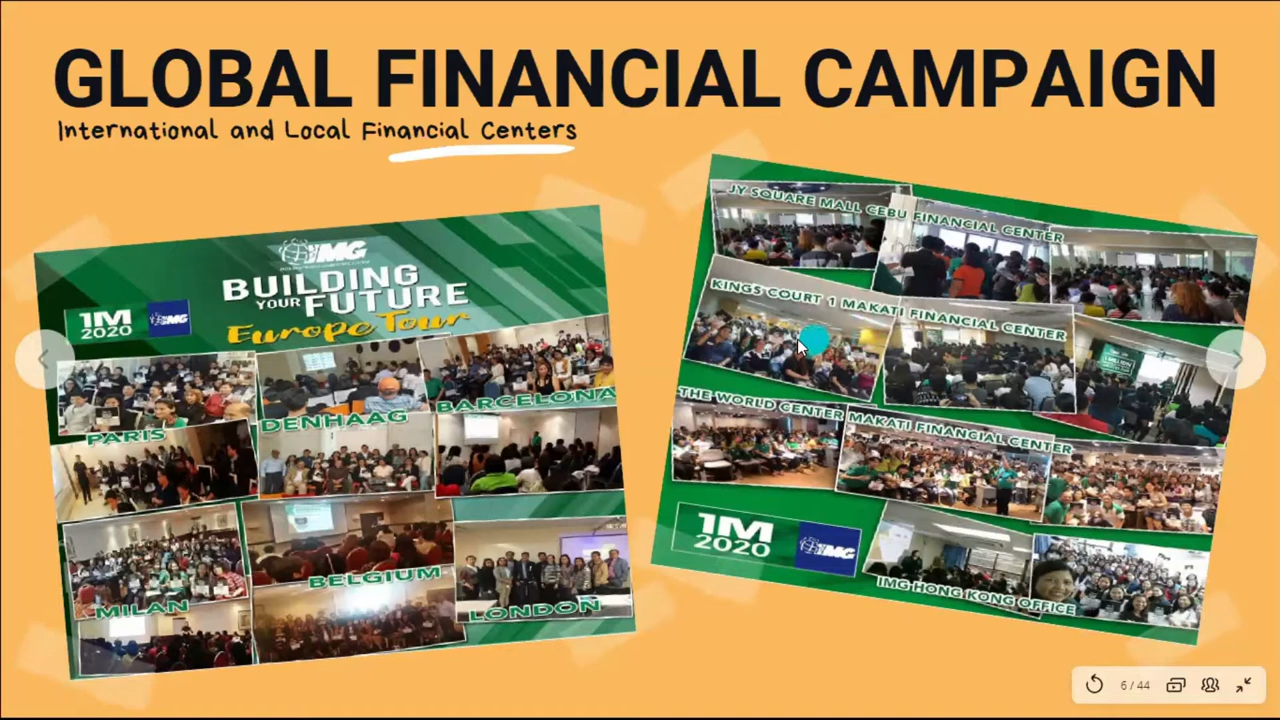 GLOBAL FINANCIAL CAMPAIGN
International and Local Financial Centers
IMG
BUILDING
YOUR FUTURE
Europe Tour
1M
2020
IMG
PARIS
DENHAAG
BARCELONA
MILAN
BELGIUM
LONDON
JY SQUARE MALL CEBU FINANCIAL CENTER
KINGS COURT 1 MAKATI FINANCIAL CENTER
THE WORLD CENTER MAKATI FINANCIAL CENTER
1M
2020
IMG
IMG HONG KONG OFFICE
6 / 44